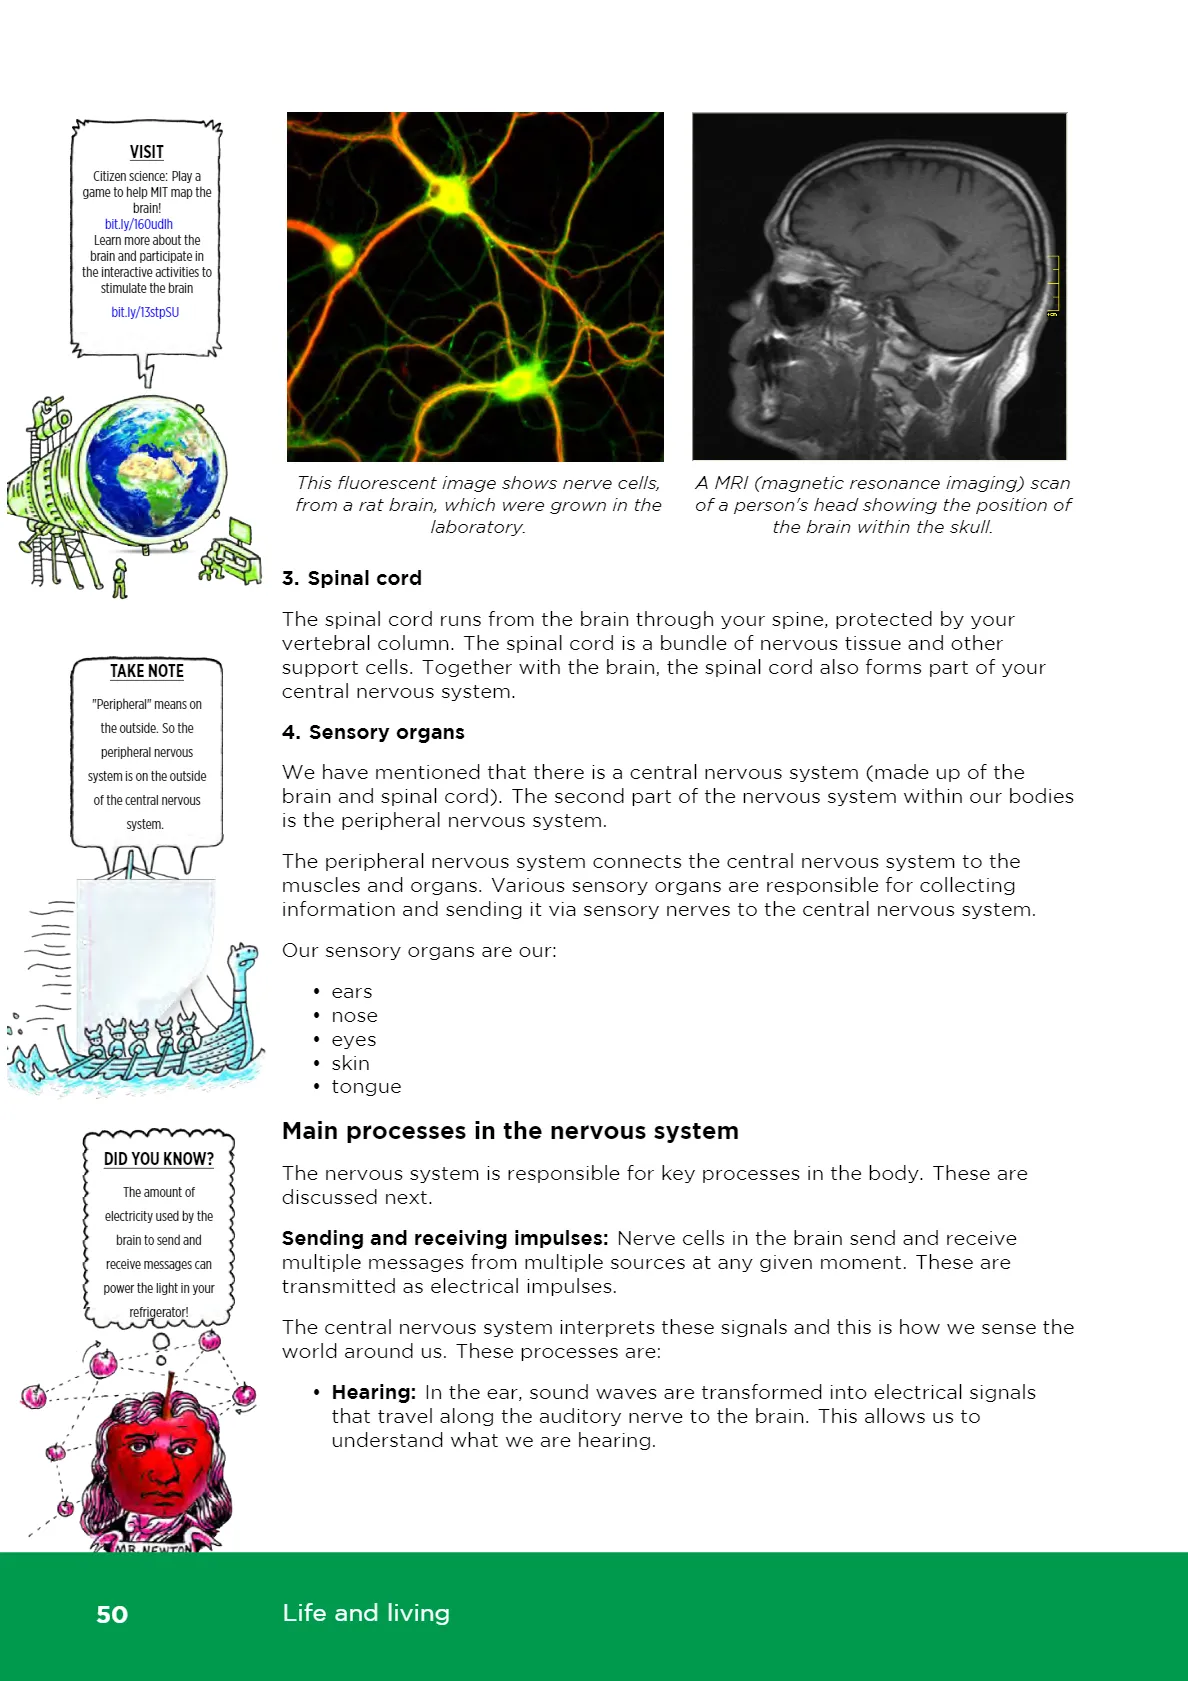 VISIT
Citizen science: Play a
game to help MIT map the
brain!
bit.ly/160udIh
Learn more about the
brain and participate in
the interactive activities to
stimulate the brain
bit.ly/13stpSU
This fluorescent image shows nerve cells,
from a rat brain, which were grown in the
laboratory.
A MRI (magnetic resonance imaging) scan
of a person's head showing the position of
the brain within the skull.
3. Spinal cord
The spinal cord runs from the brain through your spine, protected by your
vertebral column. The spinal cord is a bundle of nervous tissue and other
support cells. Together with the brain, the spinal cord also forms part of your
central nervous system.
TAKE NOTE
"Peripheral" means on
the outside. So the
peripheral nervous
system is on the outside
of the central nervous
system.
4. Sensory organs
We have mentioned that there is a central nervous system (made up of the
brain and spinal cord). The second part of the nervous system within our bodies
is the peripheral nervous system.
The peripheral nervous system connects the central nervous system to the
muscles and organs. Various sensory organs are responsible for collecting
information and sending it via sensory nerves to the central nervous system.
Our sensory organs are our:
• ears
• nose
• eyes
• skin
• tongue
Main processes in the nervous system
The nervous system is responsible for key processes in the body. These are
discussed next.
DID YOU KNOW?
The amount of
electricity used by the
brain to send and
receive messages can
power the light in your
refrigerator!
Sending and receiving impulses: Nerve cells in the brain send and receive
multiple messages from multiple sources at any given moment. These are
transmitted as electrical impulses.
The central nervous system interprets these signals and this is how we sense the
world around us. These processes are:
• Hearing: In the ear, sound waves are transformed into electrical signals
that travel along the auditory nerve to the brain. This allows us to
understand what we are hearing.
MR. NEWTON
50
Life and living